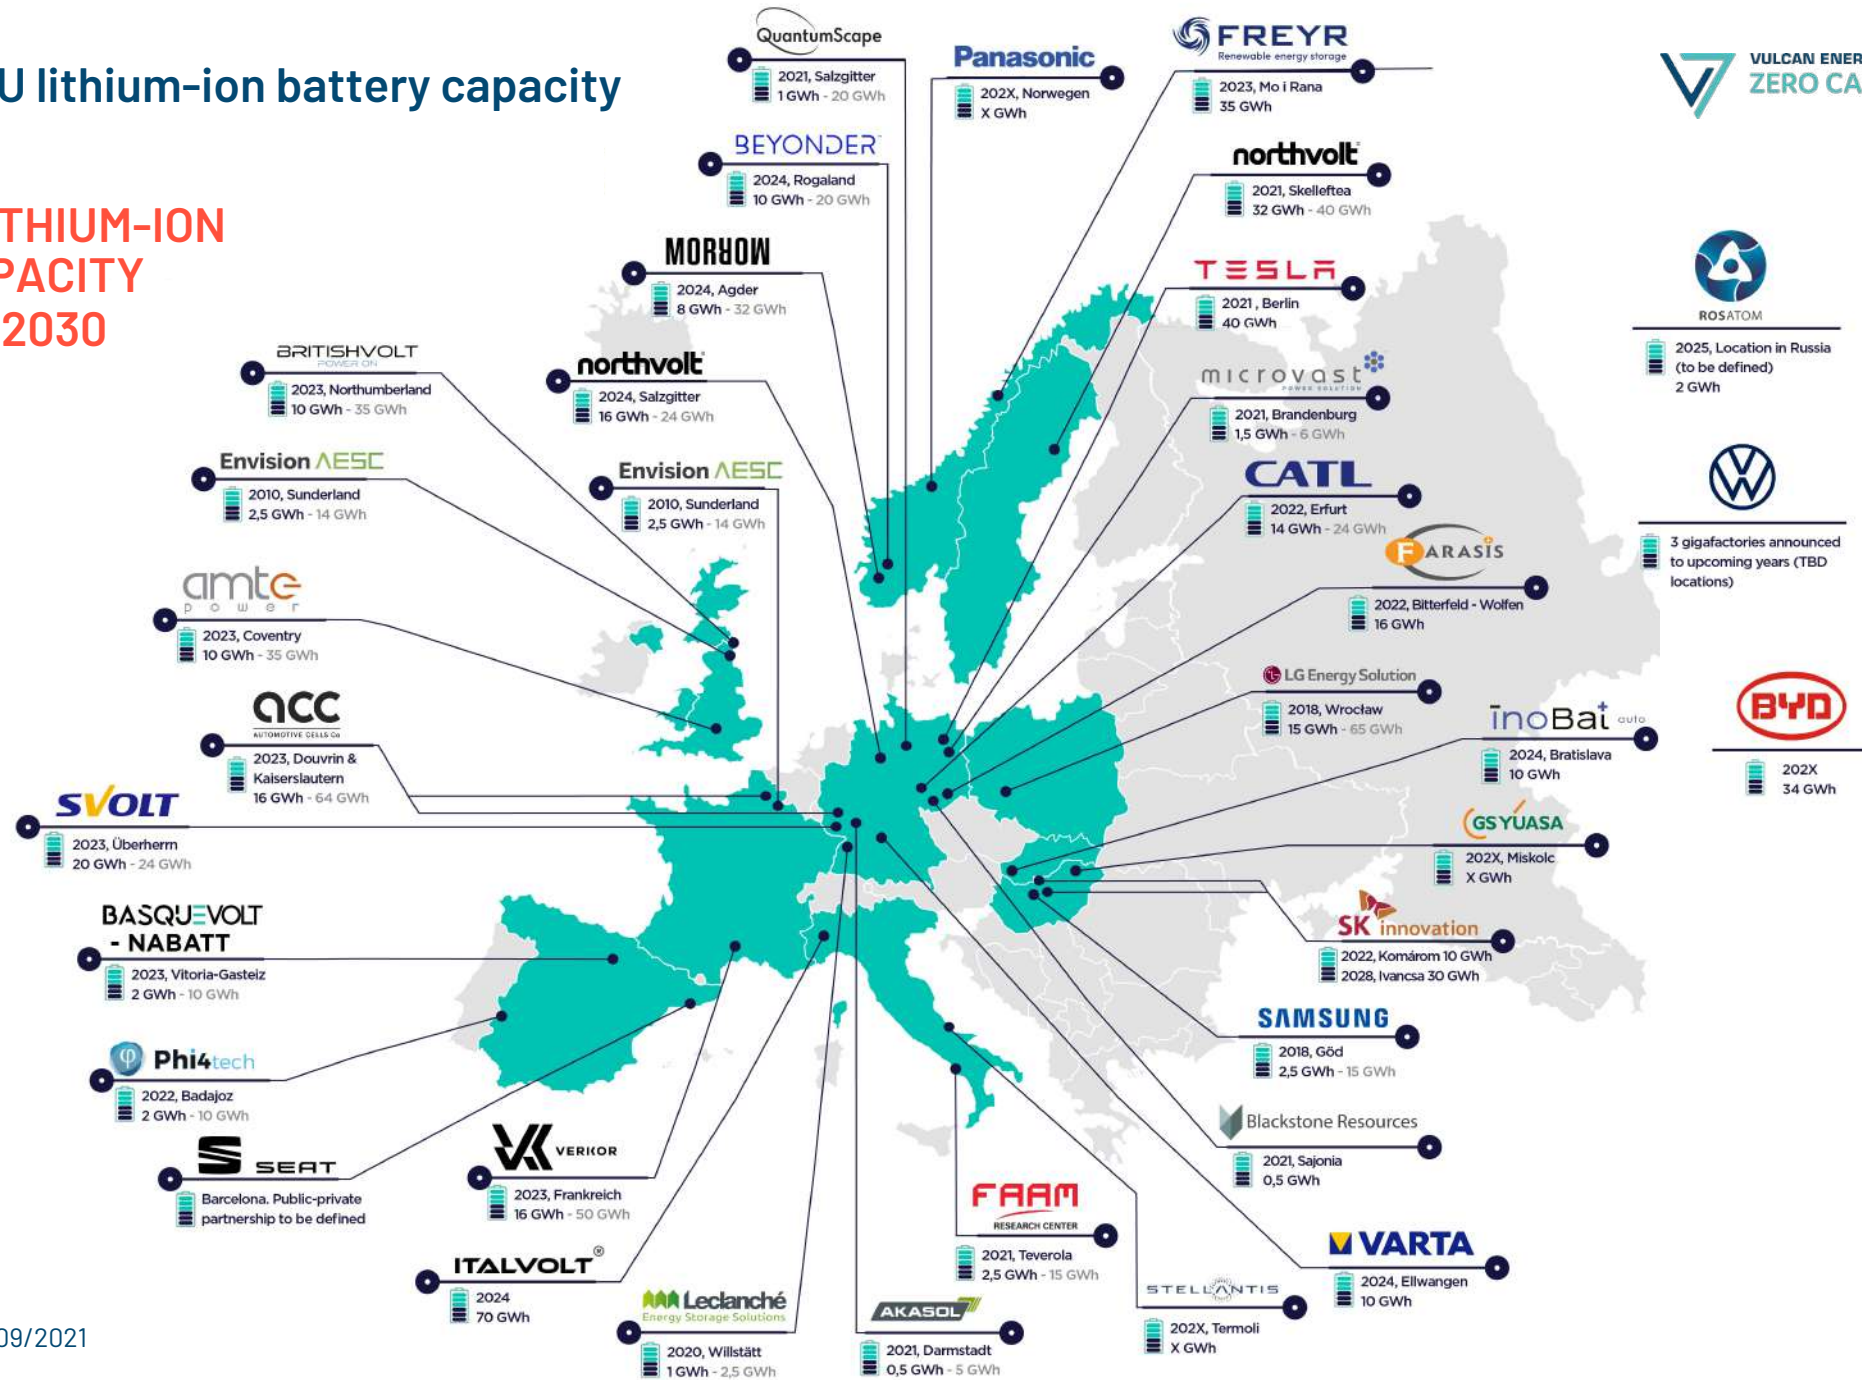 U lithium-ion battery capacity
THIUM-ION
PACITY
2030
VULCAN ENER
ZERO CA
QuantumScape
2021, Salzgitter
1 GWh - 20 GWh
Panasonic
202X, Norwegen
X GWh
FREYR
Renewable energy storage
2023, Mo i Rana
35 GWh
BEYONDER
2024, Rogaland
10 GWh - 20 GWh
northvolt
2021, Skelleftea
32 GWh - 40 GWh
MORROW
2024, Agder
8 GWh - 32 GWh
TESLA
2021 , Berlin
40 GWh
ROSATOM
2025, Location in Russia
(to be defined)
2 GWh
BRITISHVOLT
POWER ON
2023, Northumberland
10 GWh - 35 GWh
northvolt
2024, Salzgitter
16 GWh - 24 GWh
microvast
POWER SOLUTION
2021, Brandenburg
1,5 GWh - 6 GWh
Envision AESC
2010, Sunderland
2,5 GWh - 14 GWh
Envision AESC
2010, Sunderland
2,5 GWh - 14 GWh
CATL
2022, Erfurt
14 GWh - 24 GWh
3 gigafactories announced
to upcoming years (TBD
locations)
FARASIS
2022, Bitterfeld - Wolfen
16 GWh
amte
power
2023, Coventry
10 GWh - 35 GWh
LG Energy Solution
2018, Wrocław
15 GWh - 65 GWh
acc
AUTOMOTIVE CELLS Co
2023, Douvrin &
Kaiserslautern
16 GWh - 64 GWh
inoBat auto
2024, Bratislava
10 GWh
BYD
202X
34 GWh
SVOLT
2023, Überherrn
20 GWh - 24 GWh
GS YUASA
202X, Miskolc
X GWh
BASQUEVOLT
- NABATT
2023, Vitoria-Gasteiz
2 GWh - 10 GWh
SK innovation
2022, Komárom 10 GWh
2028, Ivancsa 30 GWh
Phi4tech
2022, Badajoz
2 GWh - 10 GWh
SAMSUNG
2018, Göd
2,5 GWh - 15 GWh
SEAT
Barcelona. Public-private
partnership to be defined
VERKOR
2023, Frankreich
16 GWh - 50 GWh
Blackstone Resources
2021, Sajonia
0,5 GWh
FAAM
RESEARCH CENTER
2021, Teverola
2,5 GWh - 15 GWh
VARTA
2024, Ellwangen
10 GWh
ITALVOLT®
2024
70 GWh
Leclanché
Energy Storage Solutions
2020, Willstätt
1 GWh - 2,5 GWh
AKASOL
2021, Darmstadt
0,5 GWh - 5 GWh
STELLANTIS
202X, Termoli
X GWh
09/2021